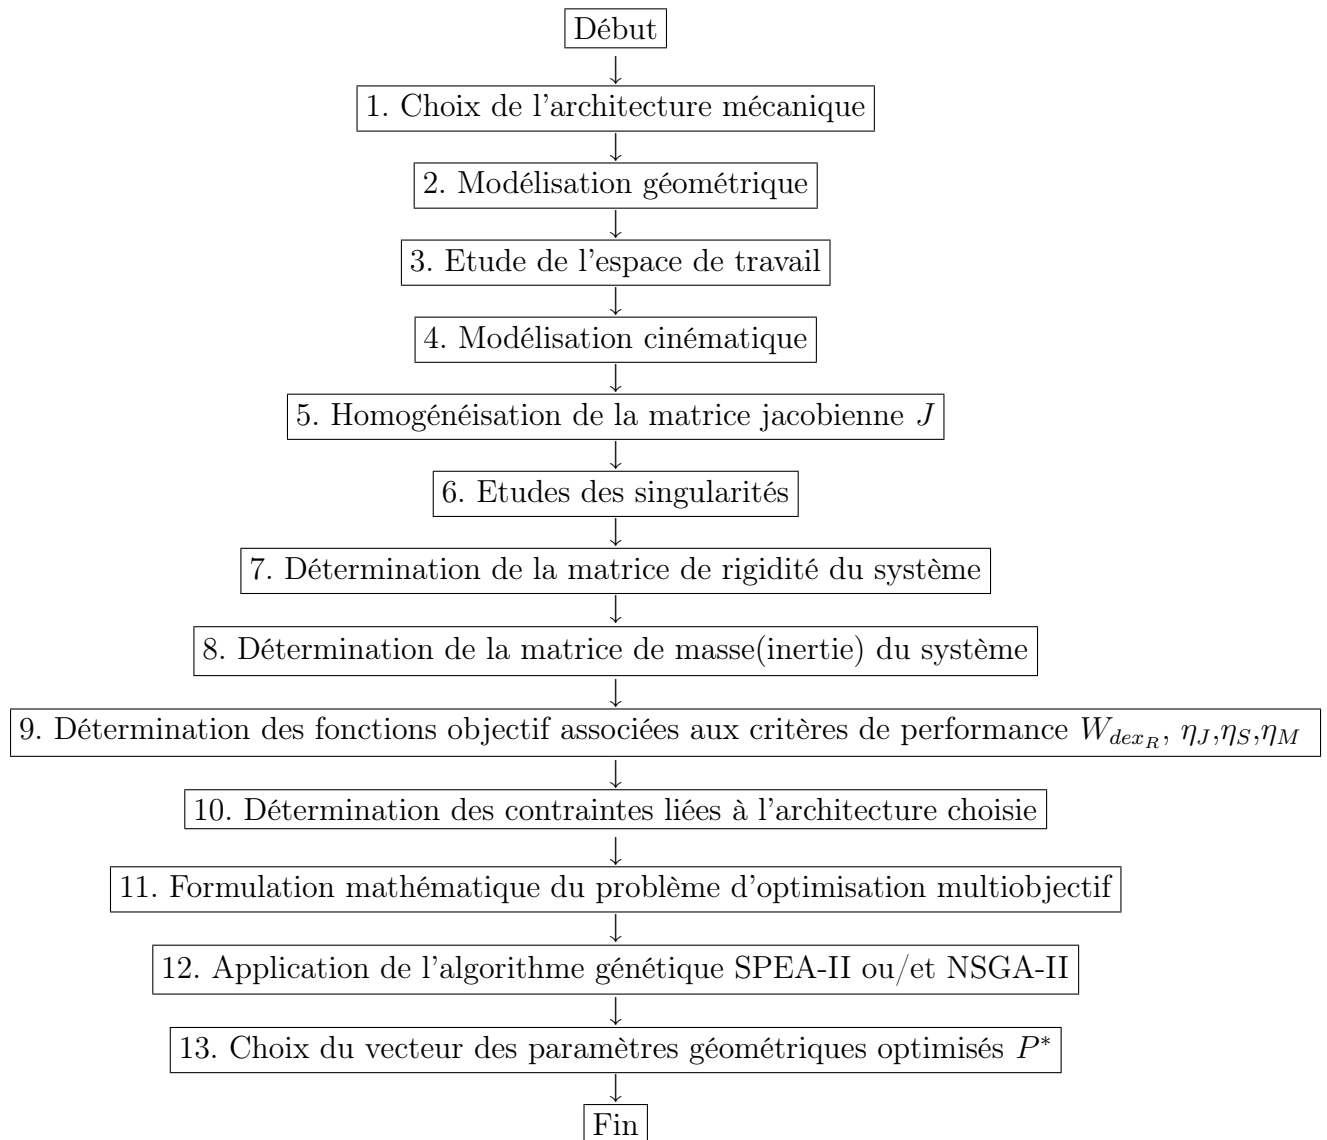 Début
1. Choix de l'architecture mécanique
2. Modélisation géométrique
3. Etude de l'espace de travail
4. Modélisation cinématique
5. Homogénéisation de la matrice jacobienne $J$
6. Etudes des singularités
7. Détermination de la matrice de rigidité du système
8. Détermination de la matrice de masse(inertie) du système
9. Détermination des fonctions objectif associées aux critères de performance $W_{dex_R}$, $\eta_J$,$\eta_S$,$\eta_M$
10. Détermination des contraintes liées à l'architecture choisie
11. Formulation mathématique du problème d'optimisation multiobjectif
12. Application de l'algorithme génétique SPEA-II ou/et NSGA-II
13. Choix du vecteur des paramètres géométriques optimisés $P^*$
Fin